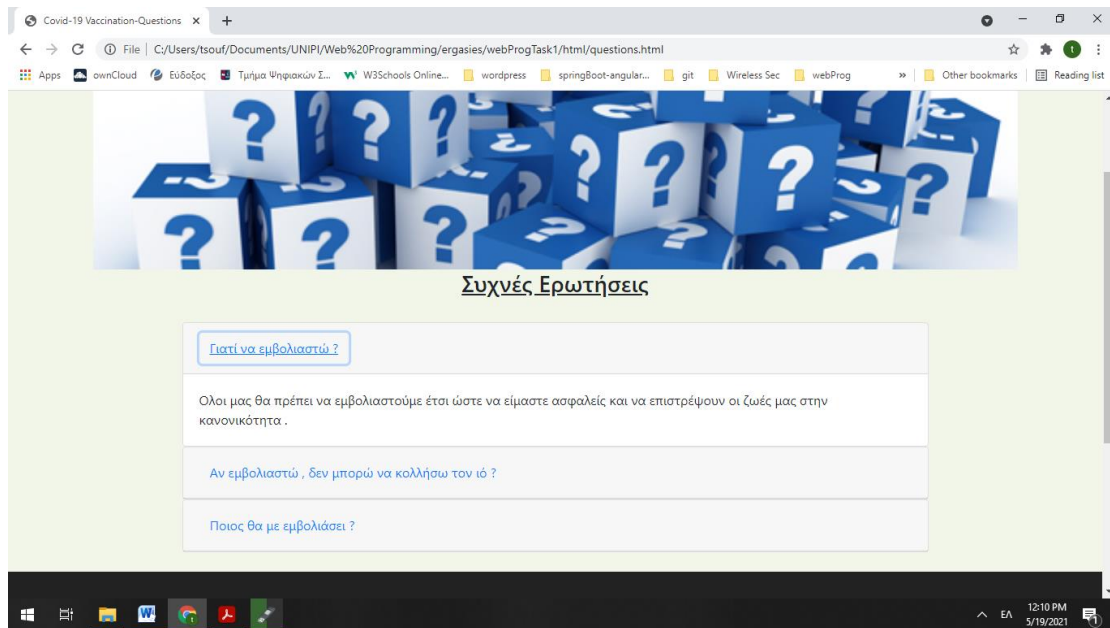 Covid-19 Vaccination-Questions
File | C:/Users/tsouf/Documents/UNIPI/Web%20Programming/ergasies/webProgTask1/html/questions.html
t
Apps ownCloud Εύδοξος Τμήμα Ψηφιακών Σ... W3Schools Online... wordpress springBoot-angular... git Wireless Sec webProg » Other bookmarks Reading list
? ? ? ? ? ? ? ? ? ? ? ?
Συχνές Ερωτήσεις
Γιατί να εμβολιαστώ ?
Ολοι μας θα πρέπει να εμβολιαστούμε έτσι ώστε να είμαστε ασφαλείς και να επιστρέψουν οι ζωές μας στην
κανονικότητα .
Αν εμβολιαστώ , δεν μπορώ να κολλήσω τον ιό ?
Ποιος θα με εμβολιάσει ?
ΕΛ
12:10 PM
5/19/2021